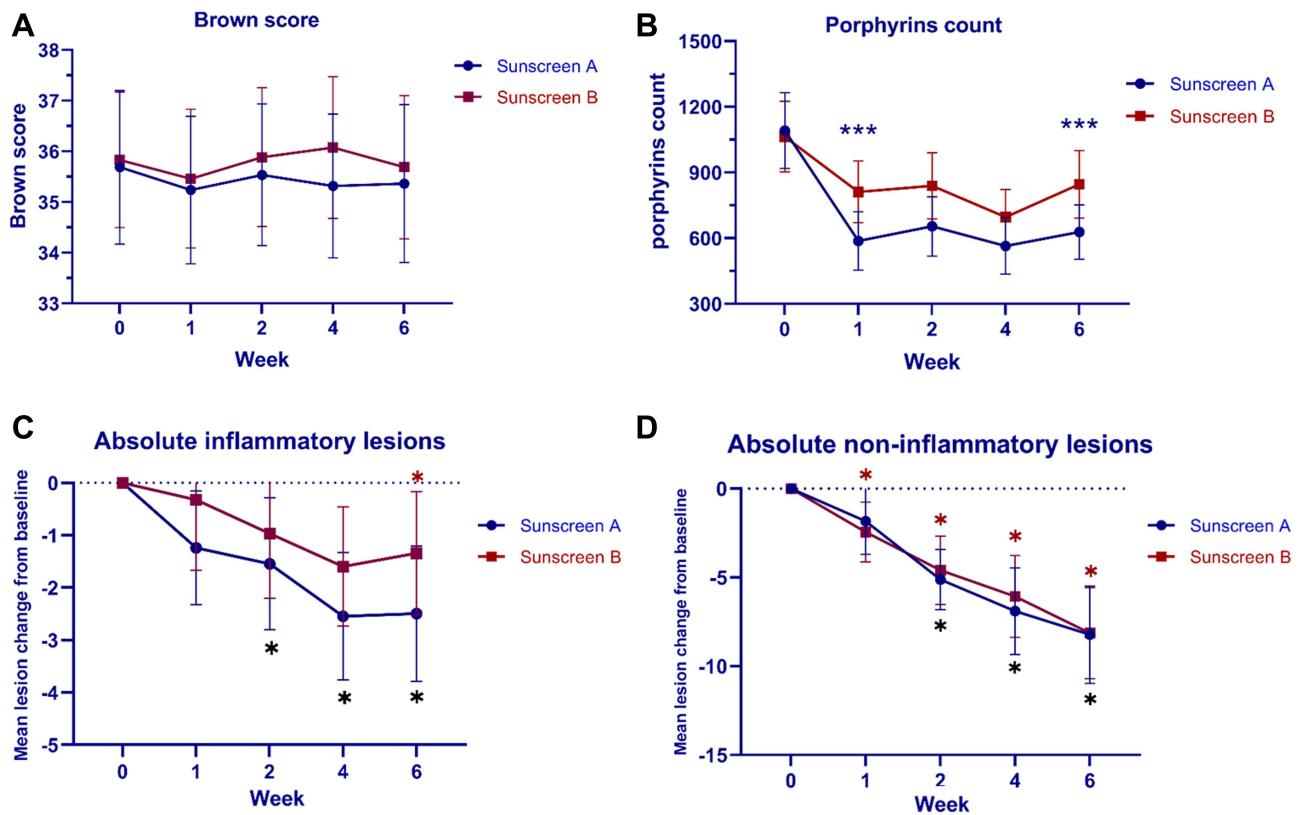 A
Brown score
Brown score
38
37
36
35
34
33
0 1 2 4 6
Week
Sunscreen A
Sunscreen B
B
Porphyrins count
porphyrins count
1500
1200
900
600
300
***
***
0 1 2 4 6
Week
Sunscreen A
Sunscreen B
C
Absolute inflammatory lesions
Mean lesion change from baseline
0
-1
-2
-3
-4
-5
*
*
*
*
0 1 2 4 6
Week
Sunscreen A
Sunscreen B
D
Absolute non-inflammatory lesions
Mean lesion change from baseline
0
-5
-10
-15
*
*
*
*
*
*
*
0 1 2 4 6
Week
Sunscreen A
Sunscreen B